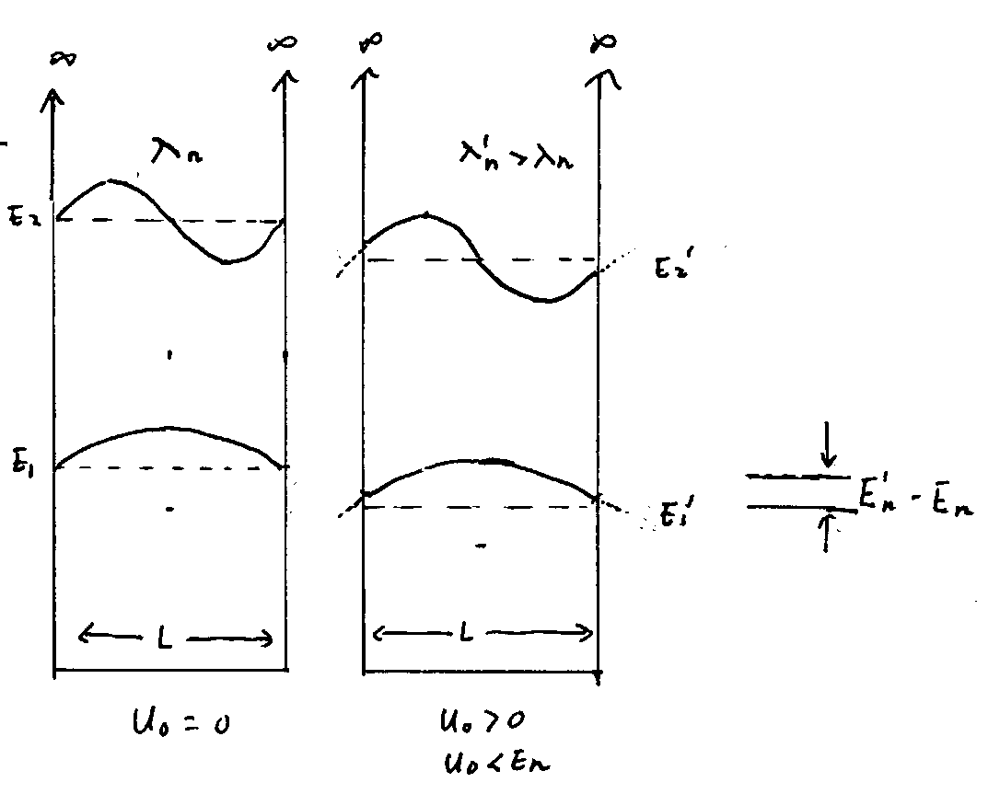 ∞ ∞ ∞ ∞
λn λ'n > λn
E2
E2'
E1
E'n - En
E1'
L L
U0 = 0 U0 > 0
U0 < En